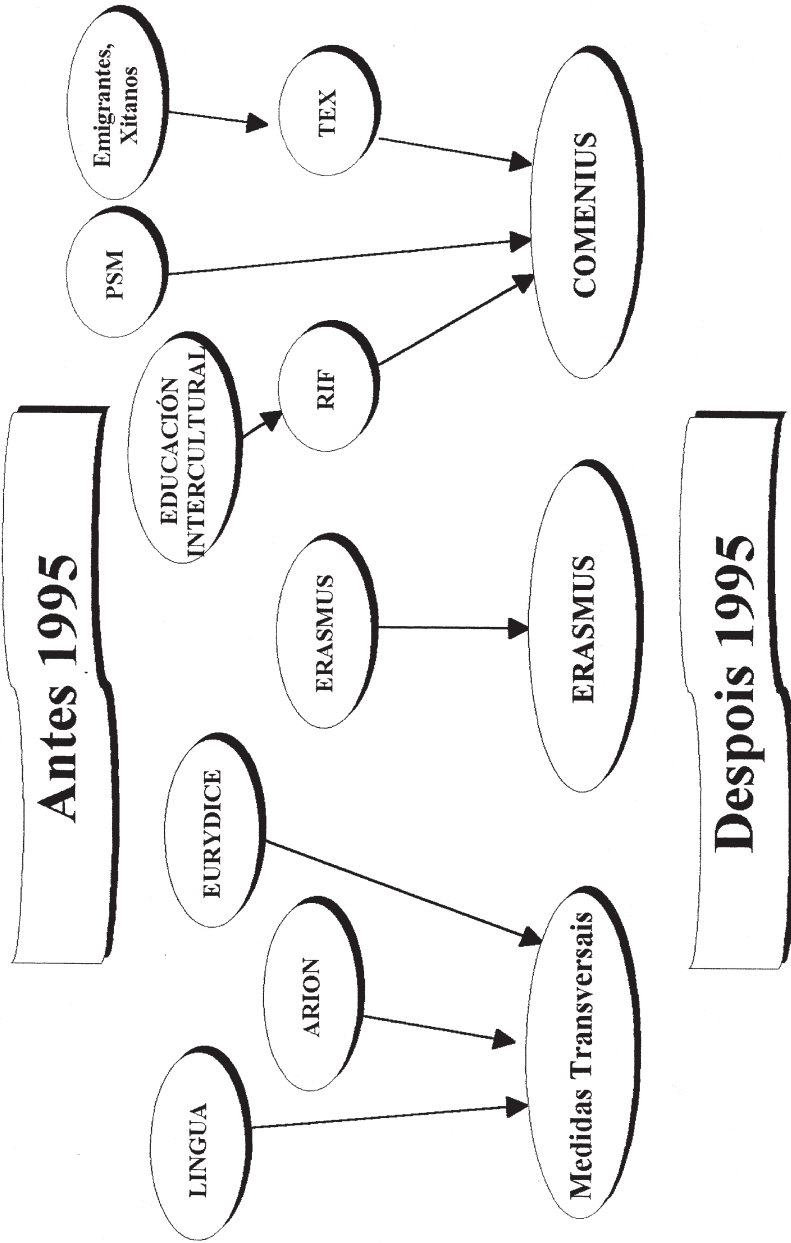 Antes 1995
LINGUA
ARION
EURYDICE
ERASMUS
EDUCACIÓN
INTERCULTURAL
RIF
PSM
Emigrantes,
Xitanos
TEX
Medidas Transversais
ERASMUS
COMENIUS
Despois 1995